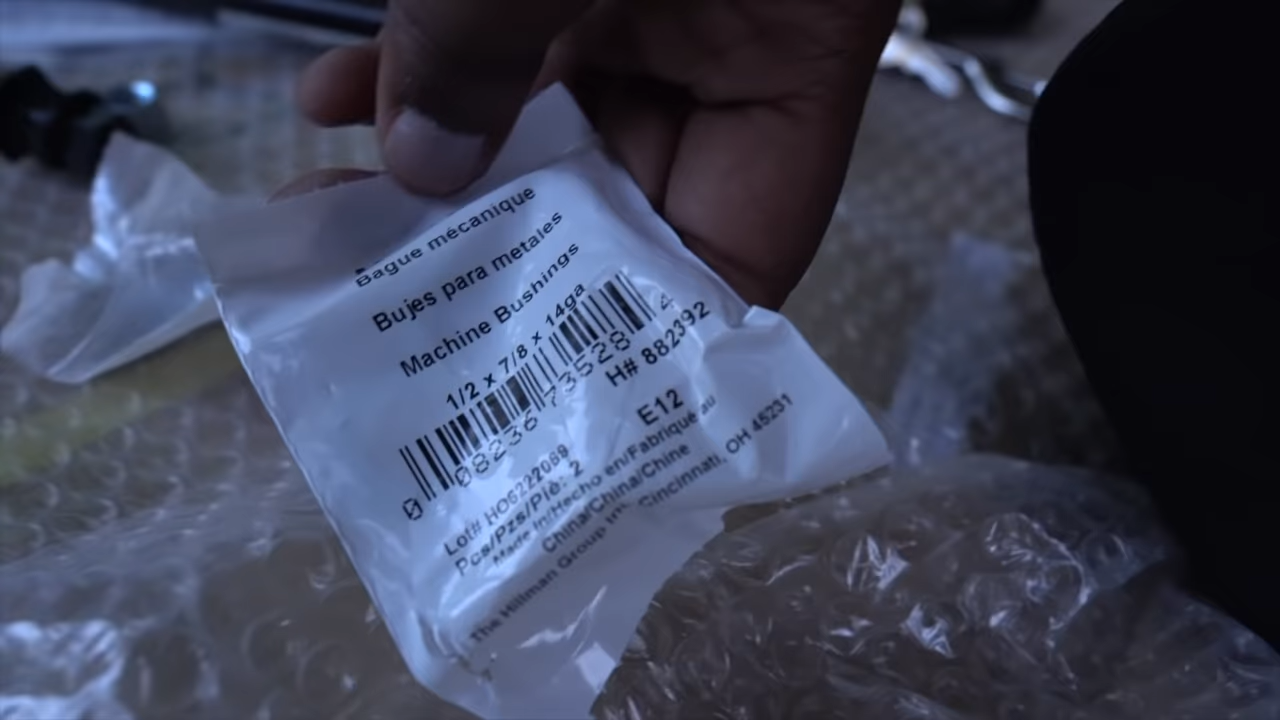 Bague mécanique
Bujes para metales
Machine Bushings
1/2 x 7/8 x 14ga
0 08236 73528 4
H# 882392
E12
Lot# HO6222069
Pcs/Pzs/Piè: 2
Made in/Hecho en/Fabriqué au
China/China/Chine
The Hillman Group Cincinnati, OH 45231